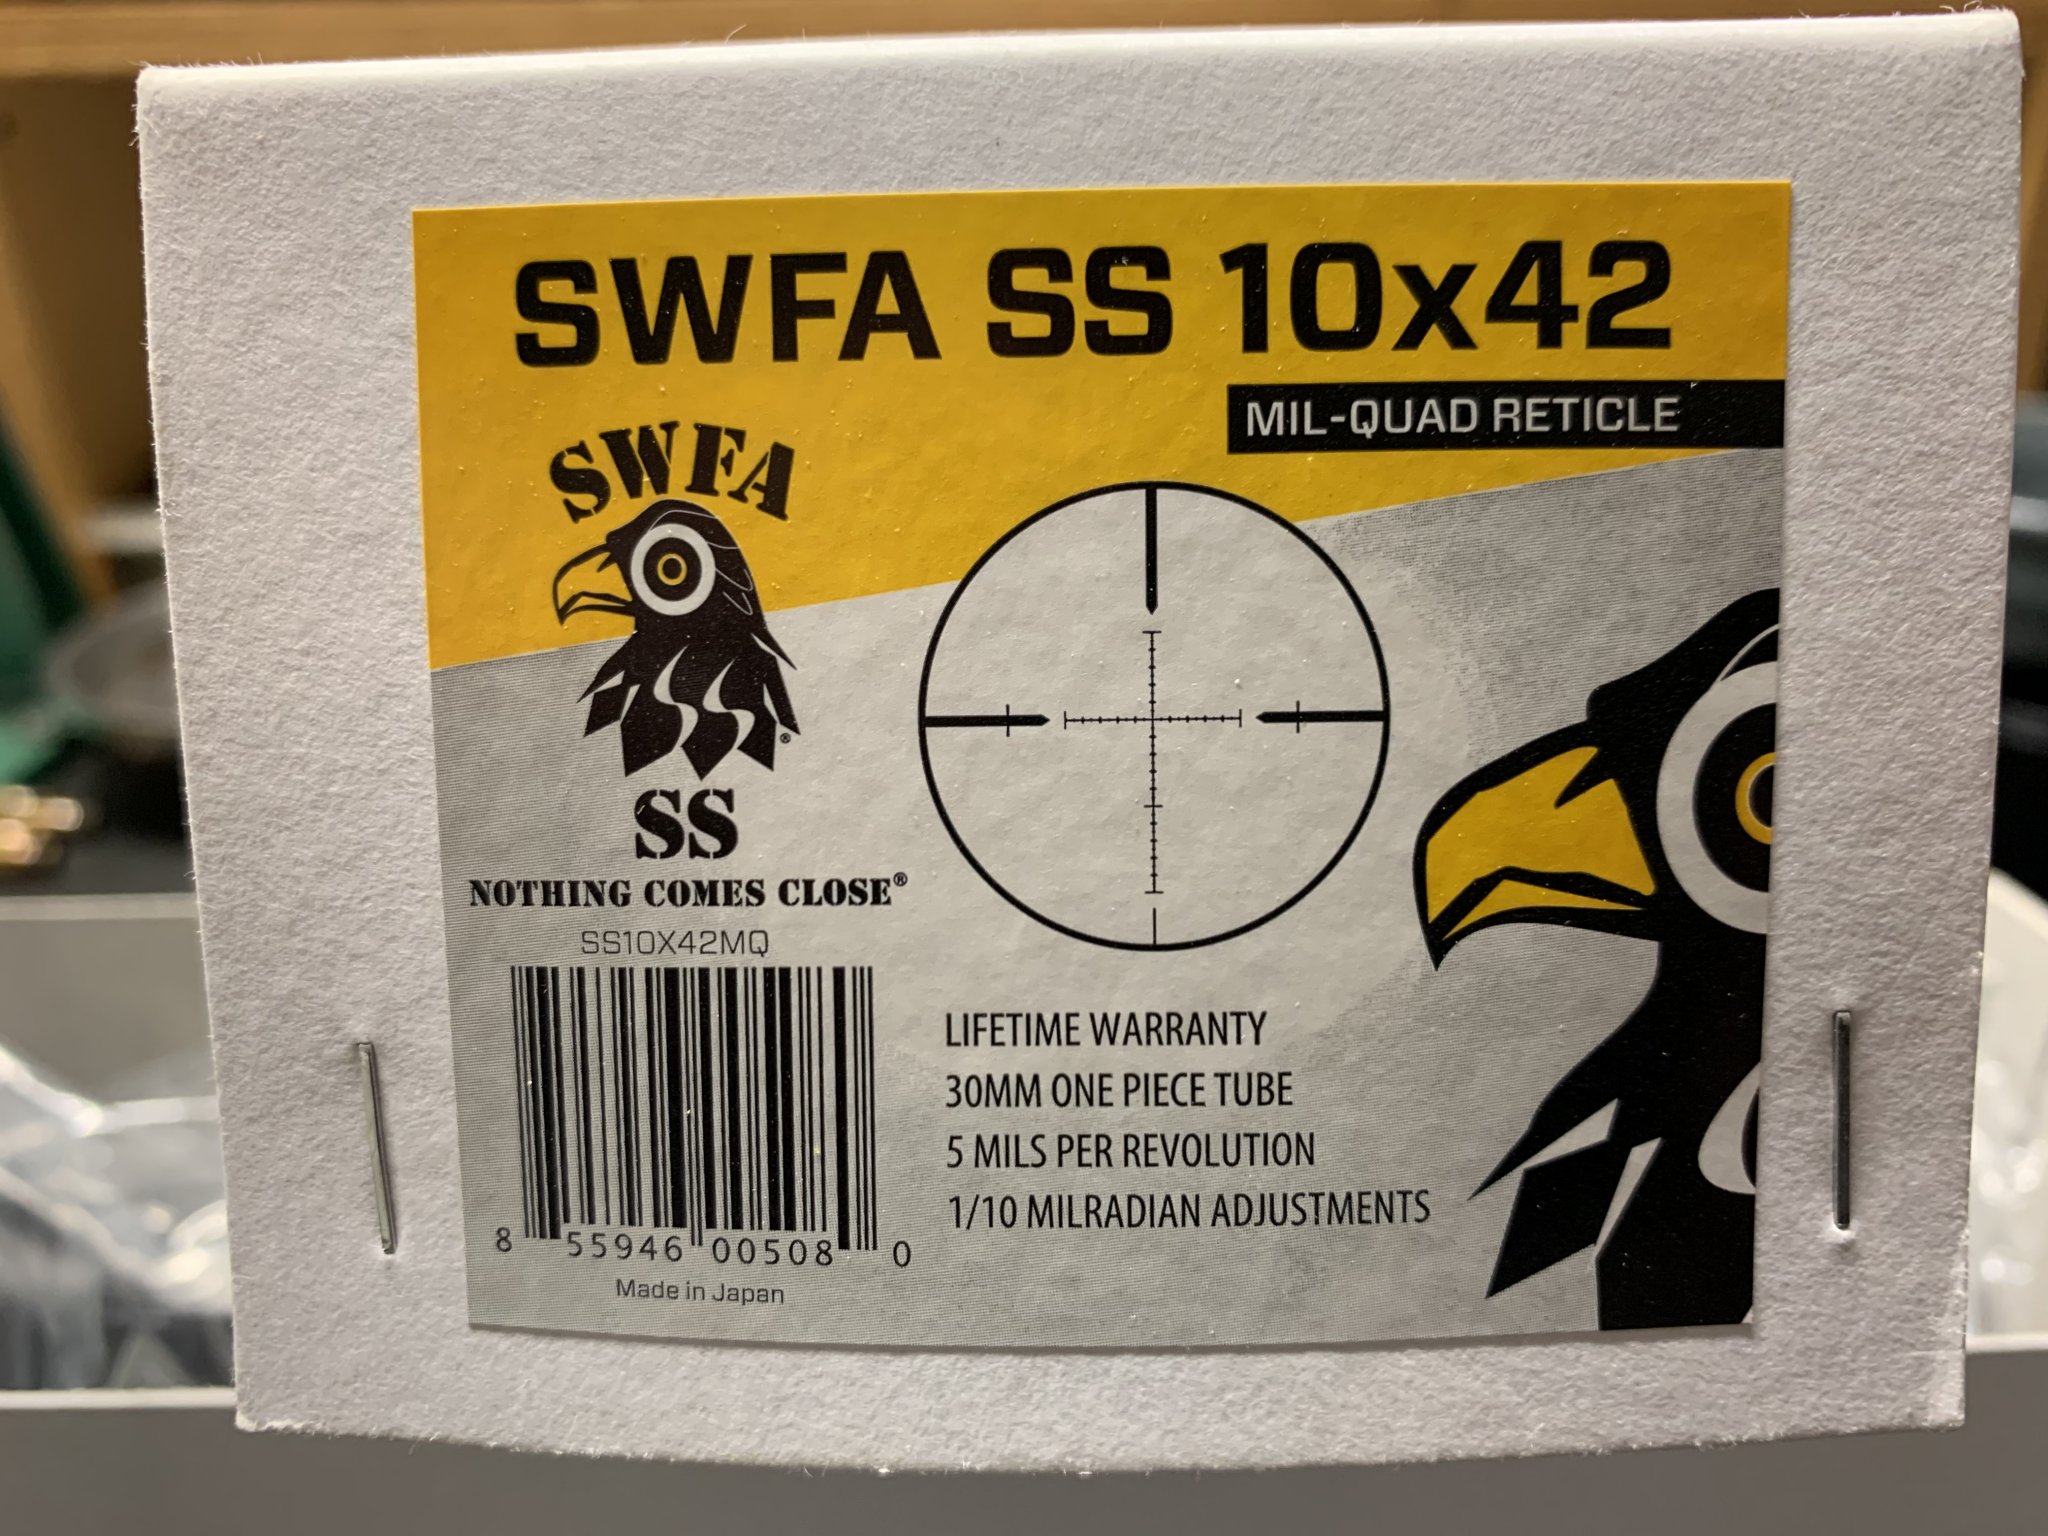 SWFA SS 10x42
MIL-QUAD RETICLE
SWFA
®
SS
NOTHING COMES CLOSE®
SS10X42MQ
8 55946 00508 0
Made in Japan
LIFETIME WARRANTY
30MM ONE PIECE TUBE
5 MILS PER REVOLUTION
1/10 MILRADIAN ADJUSTMENTS